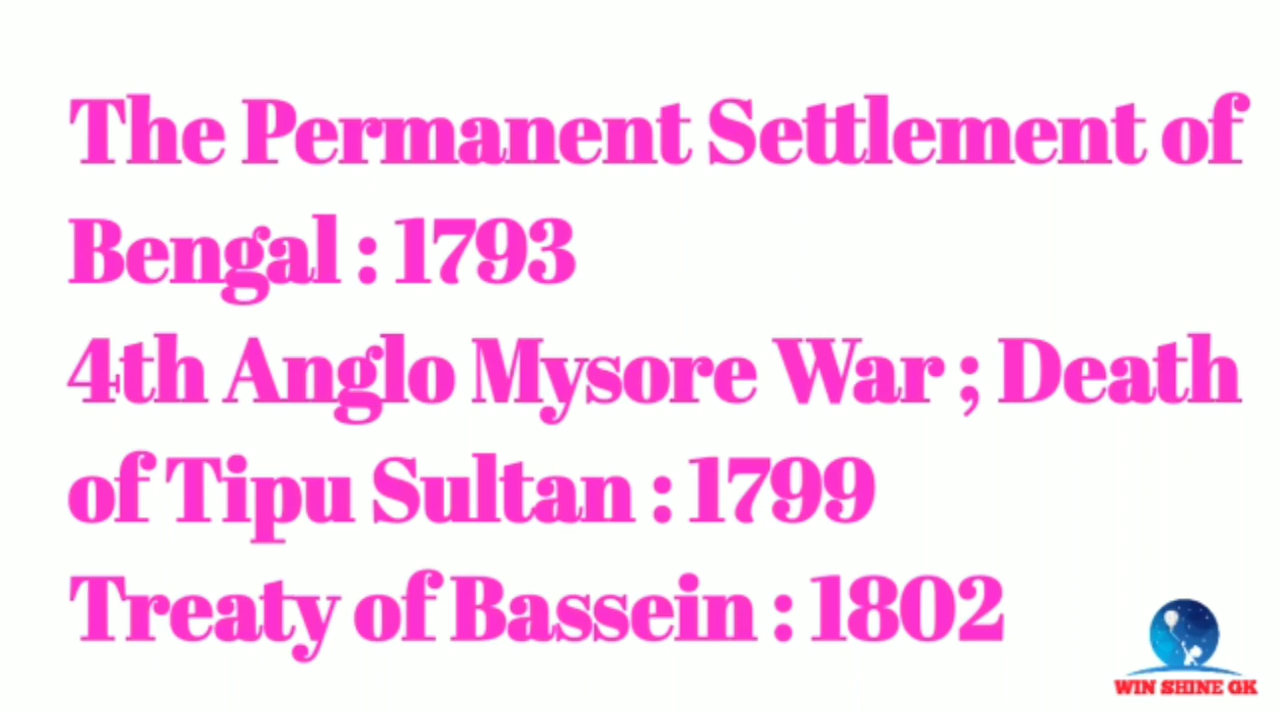 The Permanent Settlement of
Bengal : 1793
4th Anglo Mysore War ; Death
of Tipu Sultan : 1799
Treaty of Bassein : 1802
WIN SHINE GK